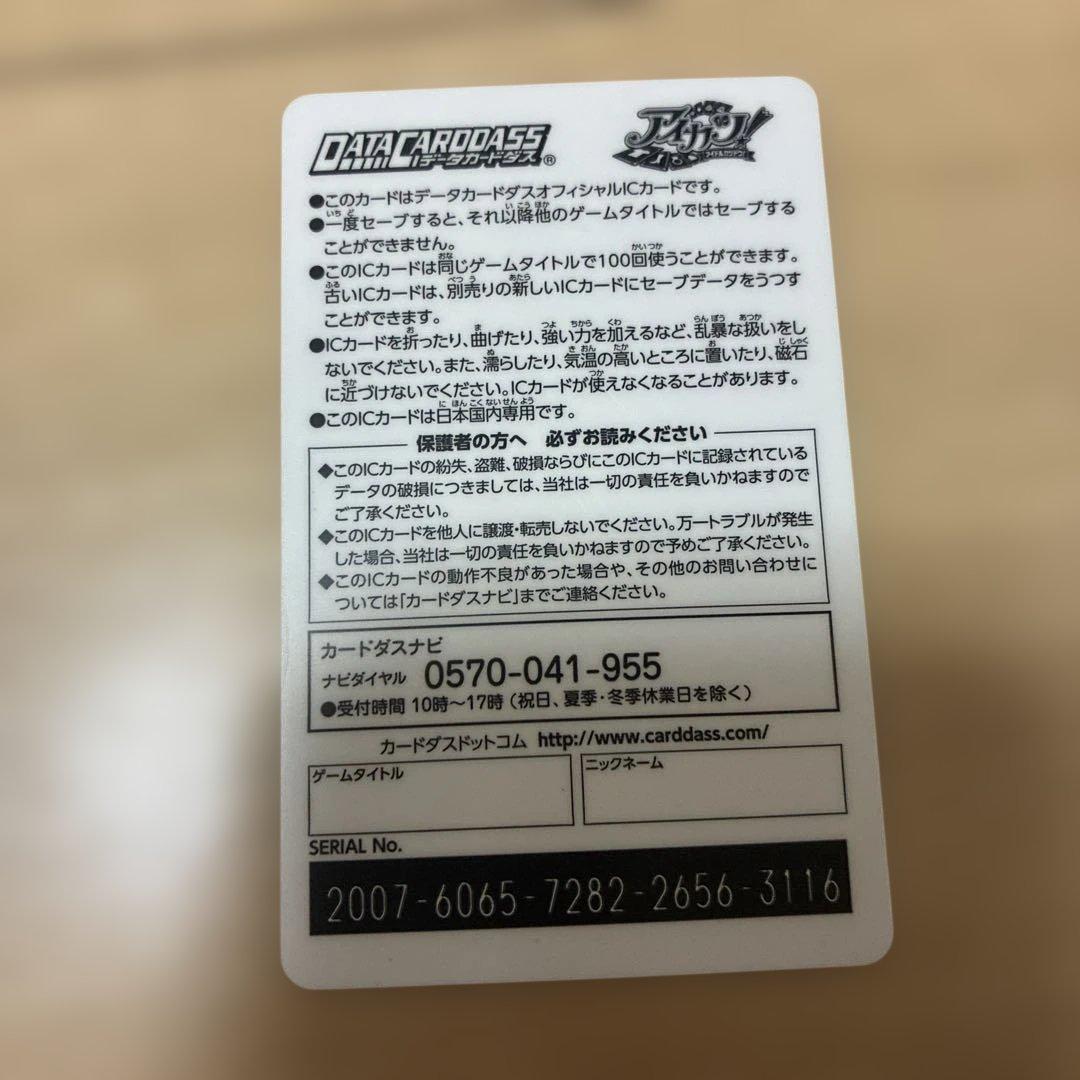 DATA CARDDASS
データカードダス®
アイカツ!
アイドルカツドウ!
●このカードはデータカードダスオフィシャルICカードです。
●一度セーブすると、それ以降他のゲームタイトルではセーブする
ことができません。
●このICカードは同じゲームタイトルで100回使うことができます。
古いICカードは、別売りの新しいICカードにセーブデータをうつす
ことができます。
●ICカードを折ったり、曲げたり、強い力を加えるなど、乱暴な扱いをし
ないでください。また、濡らしたり、気温の高いところに置いたり、磁石
に近づけないでください。ICカードが使えなくなることがあります。
●このICカードは日本国内専用です。
保護者の方へ 必ずお読みください
◆このICカードの紛失、盗難、破損ならびにこのICカードに記録されている
データの破損につきましては、当社は一切の責任を負いかねますので
ご了承ください。
◆このICカードを他人に譲渡・転売しないでください。万一トラブルが発生
した場合、当社は一切の責任を負いかねますので予めご了承ください。
◆このICカードの動作不良があった場合や、その他のお問い合わせに
ついては「カードダスナビ」までご連絡ください。
カードダスナビ
ナビダイヤル 0570-041-955
●受付時間 10時〜17時（祝日、夏季・冬季休業日を除く）
カードダスドットコム http://www.carddass.com/
ゲームタイトル
ニックネーム
SERIAL No.
2007-6065-7282-2656-3116